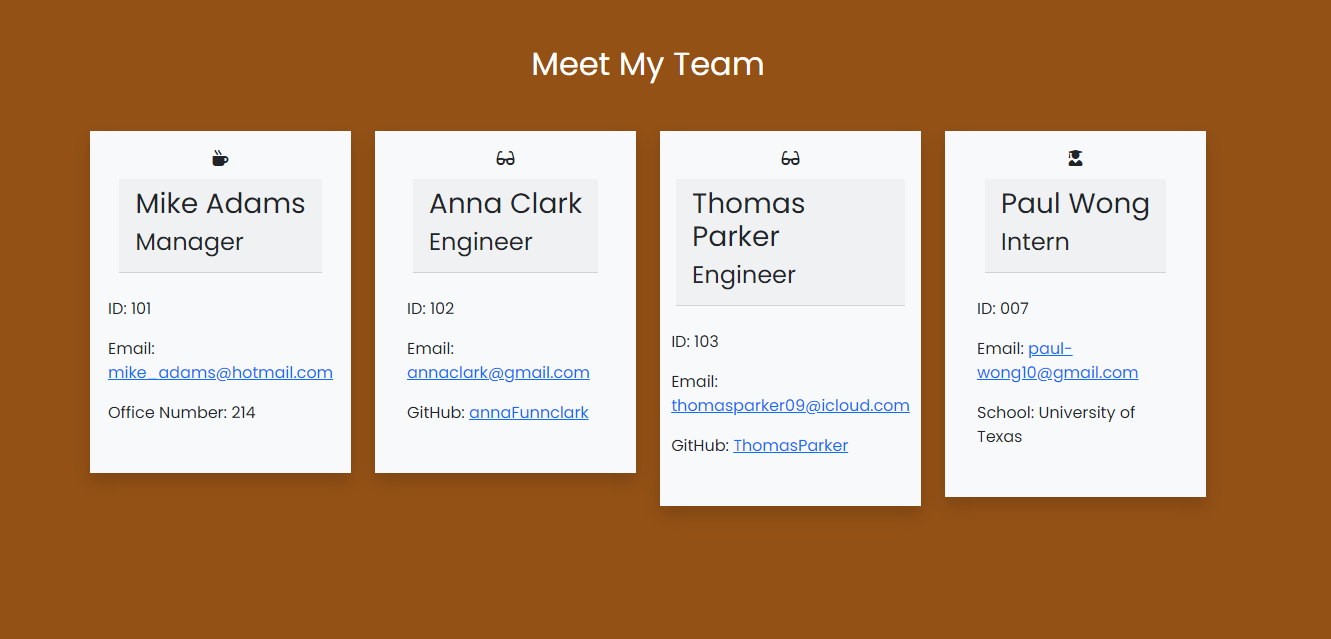 Meet My Team
Mike Adams
Manager
ID: 101
Email:
mike_adams@hotmail.com
Office Number: 214
Anna Clark
Engineer
ID: 102
Email:
annaclark@gmail.com
GitHub: annaFunnclark
Thomas
Parker
Engineer
ID: 103
Email:
thomasparker09@icloud.com
GitHub: ThomasParker
Paul Wong
Intern
ID: 007
Email: paul-
wong10@gmail.com
School: University of
Texas